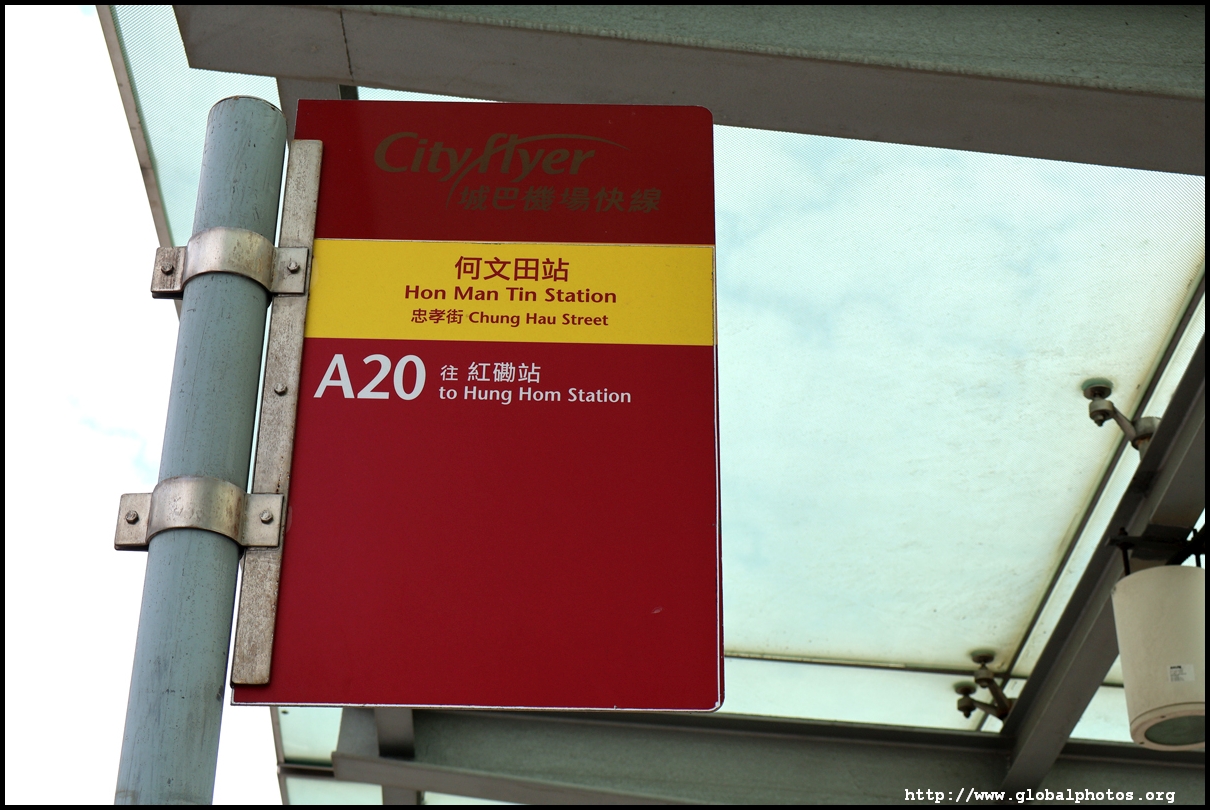 Cityflyer
城巴機場快線
何文田站
Hon Man Tin Station
忠孝街 Chung Hau Street
A20 往 紅磡站
to Hung Hom Station
http://www.globalphotos.org